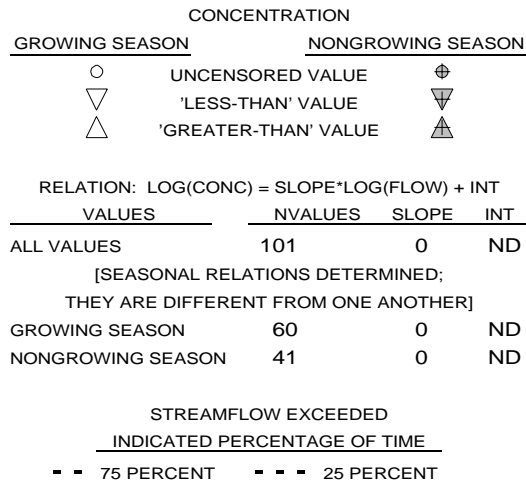 CONCENTRATION
GROWING SEASON NONGROWING SEASON
UNCENSORED VALUE
'LESS-THAN' VALUE
'GREATER-THAN' VALUE
RELATION: LOG(CONC) = SLOPE*LOG(FLOW) + INT
VALUES NVALUES SLOPE INT
ALL VALUES 101 0 ND
[SEASONAL RELATIONS DETERMINED;
THEY ARE DIFFERENT FROM ONE ANOTHER]
GROWING SEASON 60 0 ND
NONGROWING SEASON 41 0 ND
STREAMFLOW EXCEEDED
INDICATED PERCENTAGE OF TIME
75 PERCENT 25 PERCENT